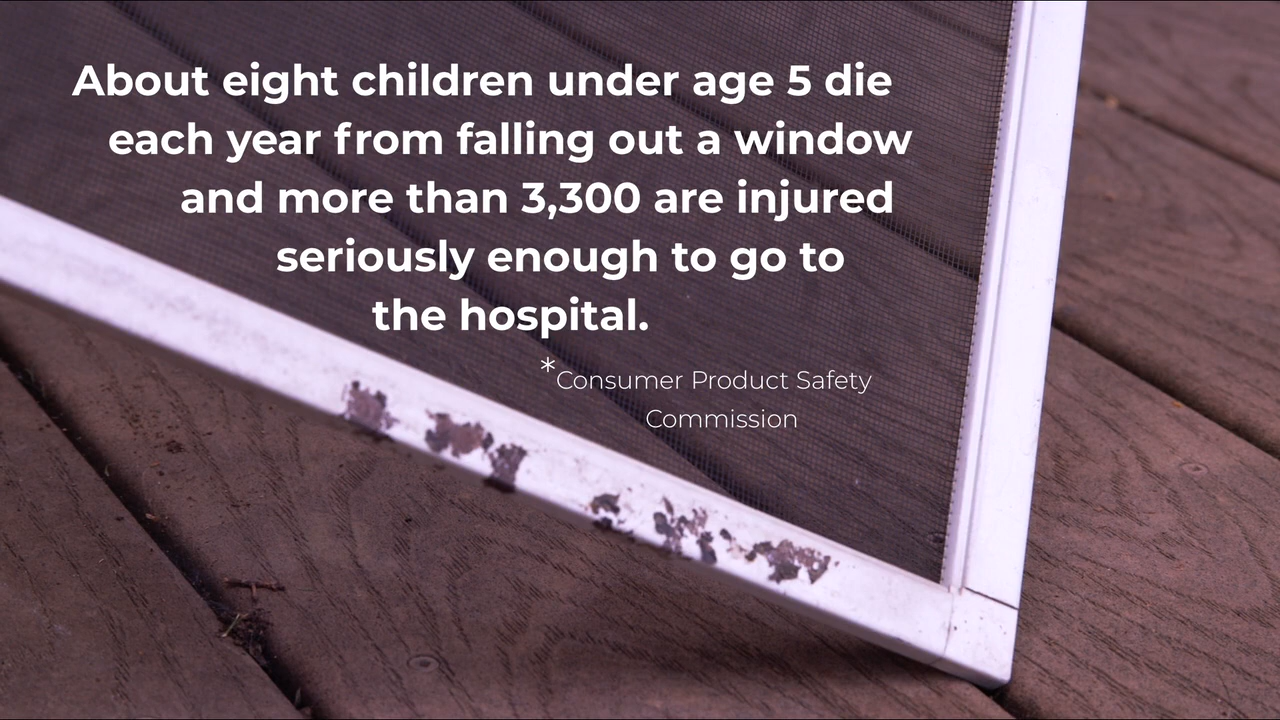 About eight children under age 5 die
each year from falling out a window
and more than 3,300 are injured
seriously enough to go to
the hospital.
*Consumer Product Safety
Commission